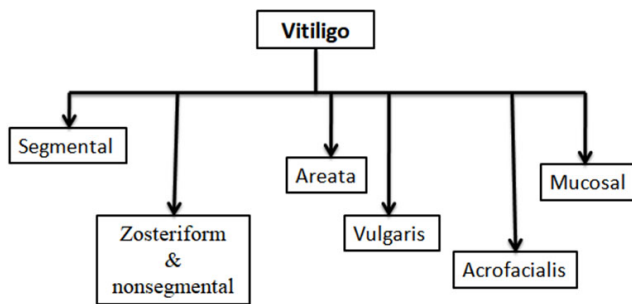 Vitiligo
Segmental
Zosteriform
&
nonsegmental
Areata
Vulgaris
Acrofacialis
Mucosal